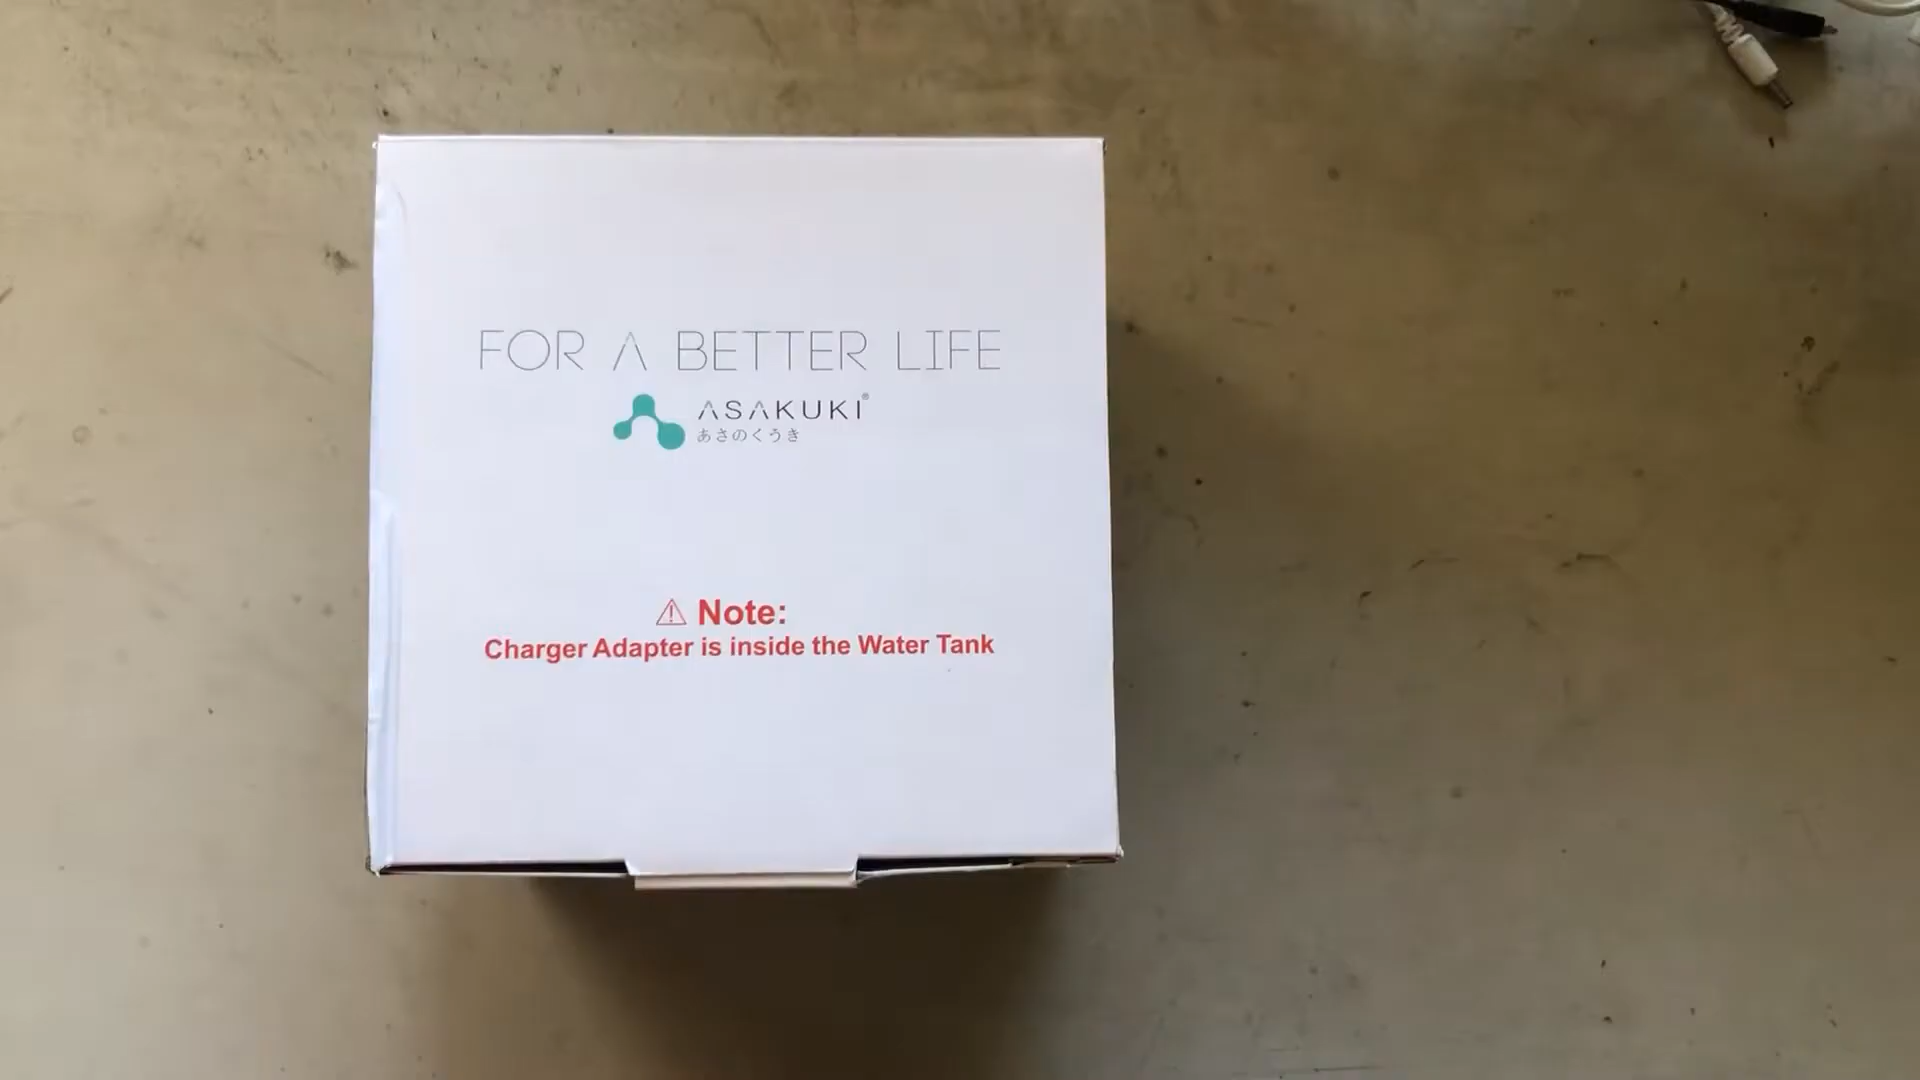 FOR A BETTER LIFE
ASAKUKI®
あさのくうき
⚠ Note:
Charger Adapter is inside the Water Tank